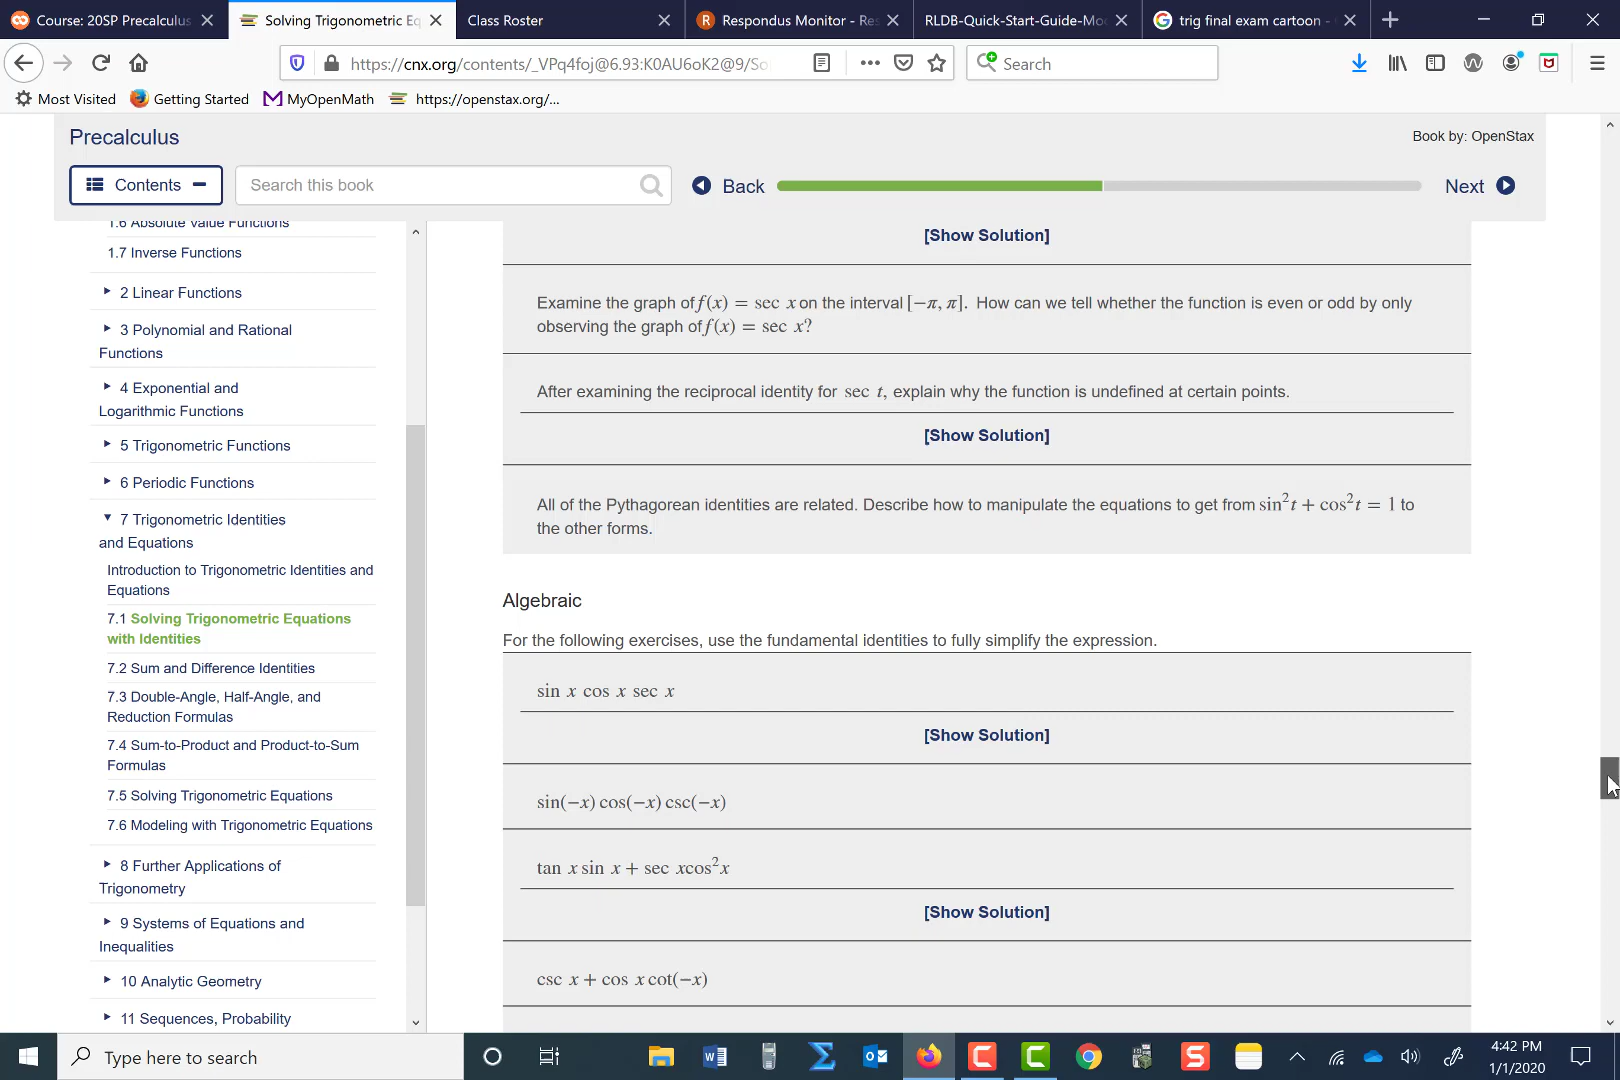 Course: 20SP Precalculus
Solving Trigonometric Eq
Class Roster
Respondus Monitor - Res
RLDB-Quick-Start-Guide-Mo
trig final exam cartoon -
https://cnx.org/contents/_VPq4foj@6.93:K0AU6oK2@9/So
Search
Most Visited
Getting Started
MyOpenMath
https://openstax.org/...
Precalculus
Book by: OpenStax
Contents
Search this book
Back
Next
1.6 Absolute Value Functions
1.7 Inverse Functions
2 Linear Functions
3 Polynomial and Rational
Functions
4 Exponential and
Logarithmic Functions
5 Trigonometric Functions
6 Periodic Functions
7 Trigonometric Identities
and Equations
Introduction to Trigonometric Identities and
Equations
7.1 Solving Trigonometric Equations
with Identities
7.2 Sum and Difference Identities
7.3 Double-Angle, Half-Angle, and
Reduction Formulas
7.4 Sum-to-Product and Product-to-Sum
Formulas
7.5 Solving Trigonometric Equations
7.6 Modeling with Trigonometric Equations
8 Further Applications of
Trigonometry
9 Systems of Equations and
Inequalities
10 Analytic Geometry
11 Sequences, Probability
[Show Solution]
Examine the graph of f(x) = sec x on the interval [−π, π]. How can we tell whether the function is even or odd by only
observing the graph of f(x) = sec x?
After examining the reciprocal identity for sec t, explain why the function is undefined at certain points.
[Show Solution]
All of the Pythagorean identities are related. Describe how to manipulate the equations to get from sin²t + cos²t = 1 to
the other forms.
Algebraic
For the following exercises, use the fundamental identities to fully simplify the expression.
sin x cos x sec x
[Show Solution]
sin(−x) cos(−x) csc(−x)
tan x sin x + sec xcos²x
[Show Solution]
csc x + cos x cot(−x)
Type here to search
4:42 PM
1/1/2020